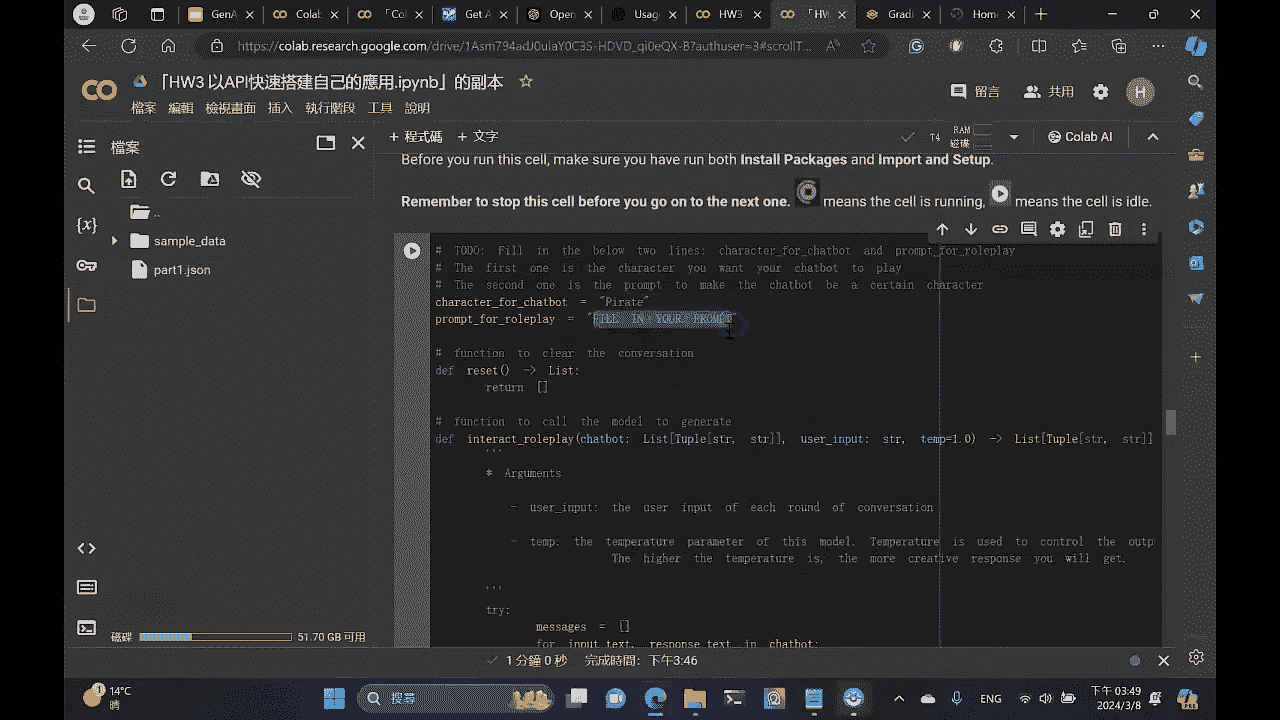 GenA
Colab
「Col
Get A
Open
Usage
HW3
「HW
Gradi
Home
https://colab.research.google.com/drive/1Asm794adJ0ulaY0C3S-HDVD_qi0eQX-B?authuser=3#scrollT...
「HW3 以API快速搭建自己的應用.ipynb」的副本
檔案 編輯 檢視畫面 插入 執行階段 工具 說明
留言 共用 H
檔案
+ 程式碼 + 文字
T4 RAM 磁碟 Colab AI
..
sample_data
part1.json
Before you run this cell, make sure you have run both Install Packages and Import and Setup.
Remember to stop this cell before you go on to the next one. means the cell is running, means the cell is idle.
# TODO: Fill in the below two lines: character_for_chatbot and prompt_for_roleplay
# The first one is the character you want your chatbot to play
# The second one is the prompt to make the chatbot be a certain character
character_for_chatbot = "Pirate"
prompt_for_roleplay = "FILL IN YOUR PROMPT"
# function to clear the conversation
def reset() -> List:
return []
# function to call the model to generate
def interact_roleplay(chatbot: List[Tuple[str, str]], user_input: str, temp=1.0) -> List[Tuple[str, str]]
'''
* Arguments
- user_input: the user input of each round of conversation
- temp: the temperature parameter of this model. Temperature is used to control the outp
The higher the temperature is, the more creative response you will get.
'''
try:
messages = []
for input_text, response_text in chatbot:
磁碟 51.70 GB 可用
1 分鐘 0 秒 完成時間：下午3:46
1
14°C
晴
搜尋
ENG
下午 03:49
2024/3/8